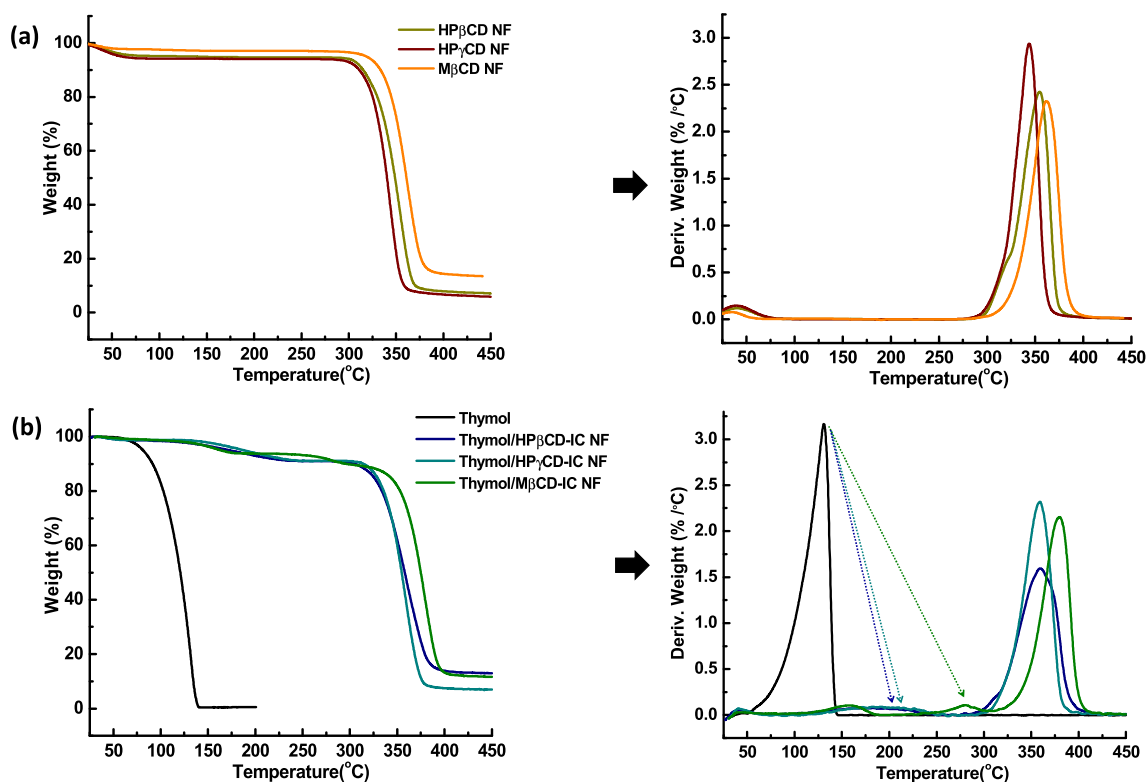 (a)
HPβCD NF
HPγCD NF
MβCD NF
Weight (%)
100
80
60
40
20
0
50 100 150 200 250 300 350 400 450
Temperature(°C)
Deriv. Weight (% /°C)
3.0
2.5
2.0
1.5
1.0
0.5
0.0
50 100 150 200 250 300 350 400 450
Temperature(°C)
(b)
Thymol
Thymol/HPβCD-IC NF
Thymol/HPγCD-IC NF
Thymol/MβCD-IC NF
Weight (%)
100
80
60
40
20
0
50 100 150 200 250 300 350 400 450
Temperature(°C)
Deriv. Weight (% /°C)
3.0
2.5
2.0
1.5
1.0
0.5
0.0
50 100 150 200 250 300 350 400 450
Temperature(°C)